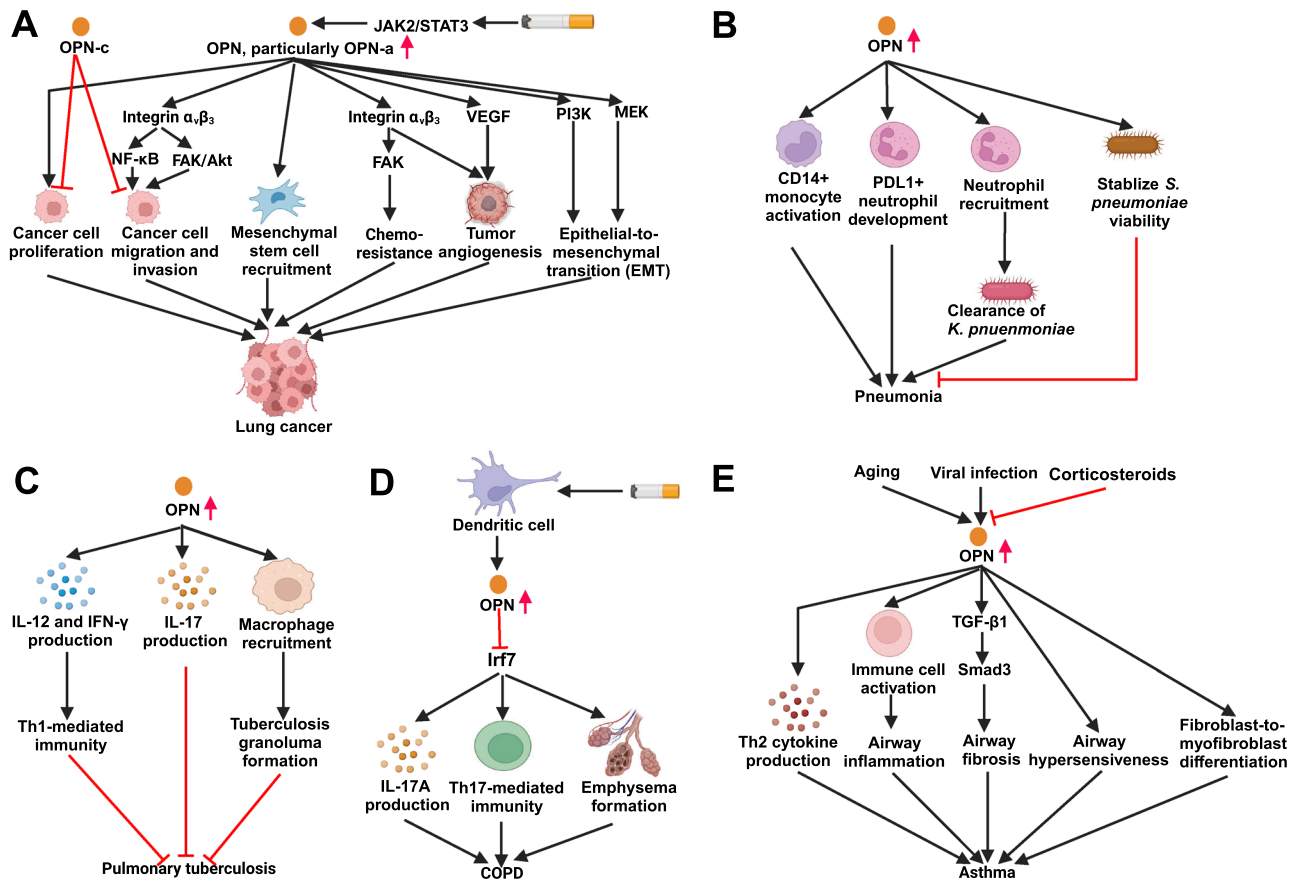 A
OPN-c
JAK2/STAT3
OPN, particularly OPN-a
Integrin αvβ3
NF-κB
FAK/Akt
Integrin αvβ3
FAK
VEGF
PI3K
MEK
Cancer cell
proliferation
Cancer cell
migration and
invasion
Mesenchymal
stem cell
recruitment
Chemo-
resistance
Tumor
angiogenesis
Epithelial-to-
mesenchymal
transition (EMT)
Lung cancer
B
OPN
CD14+
monocyte
activation
PDL1+
neutrophil
development
Neutrophil
recruitment
Stablize S.
pneumoniae
viability
Clearance of
K. pnuenmoniae
Pneumonia
C
OPN
IL-12 and IFN-γ
production
IL-17
production
Macrophage
recruitment
Th1-mediated
immunity
Tuberculosis
granoluma
formation
Pulmonary tuberculosis
D
Dendritic cell
OPN
Irf7
IL-17A
production
Th17-mediated
immunity
Emphysema
formation
COPD
E
Aging
Viral infection
Corticosteroids
OPN
TGF-β1
Smad3
Immune cell
activation
Th2 cytokine
production
Airway
inflammation
Airway
fibrosis
Airway
hypersensiveness
Fibroblast-to-
myofibroblast
differentiation
Asthma